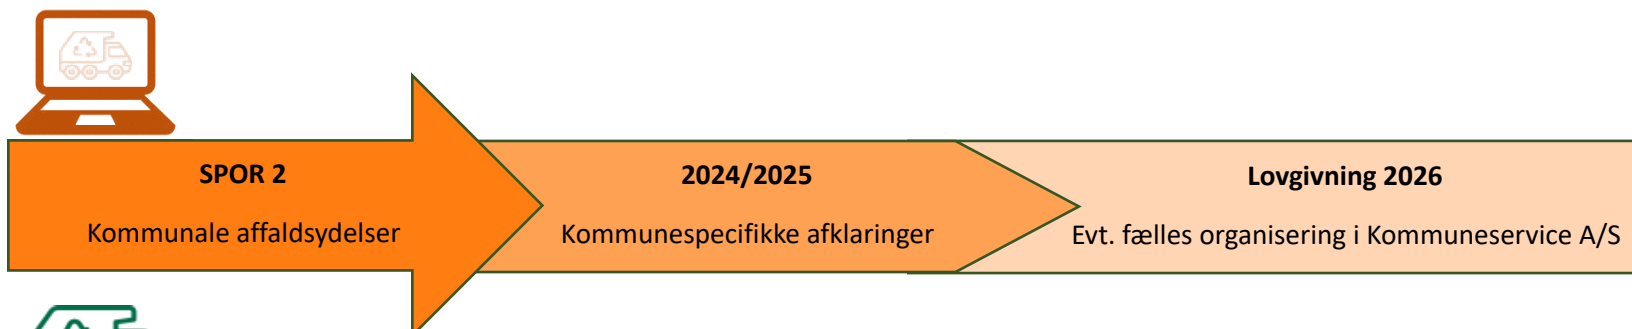 SPOR 2
Kommunale affaldsydelser
2024/2025
Kommunespecifikke afklaringer
Lovgivning 2026
Evt. fælles organisering i Kommuneservice A/S